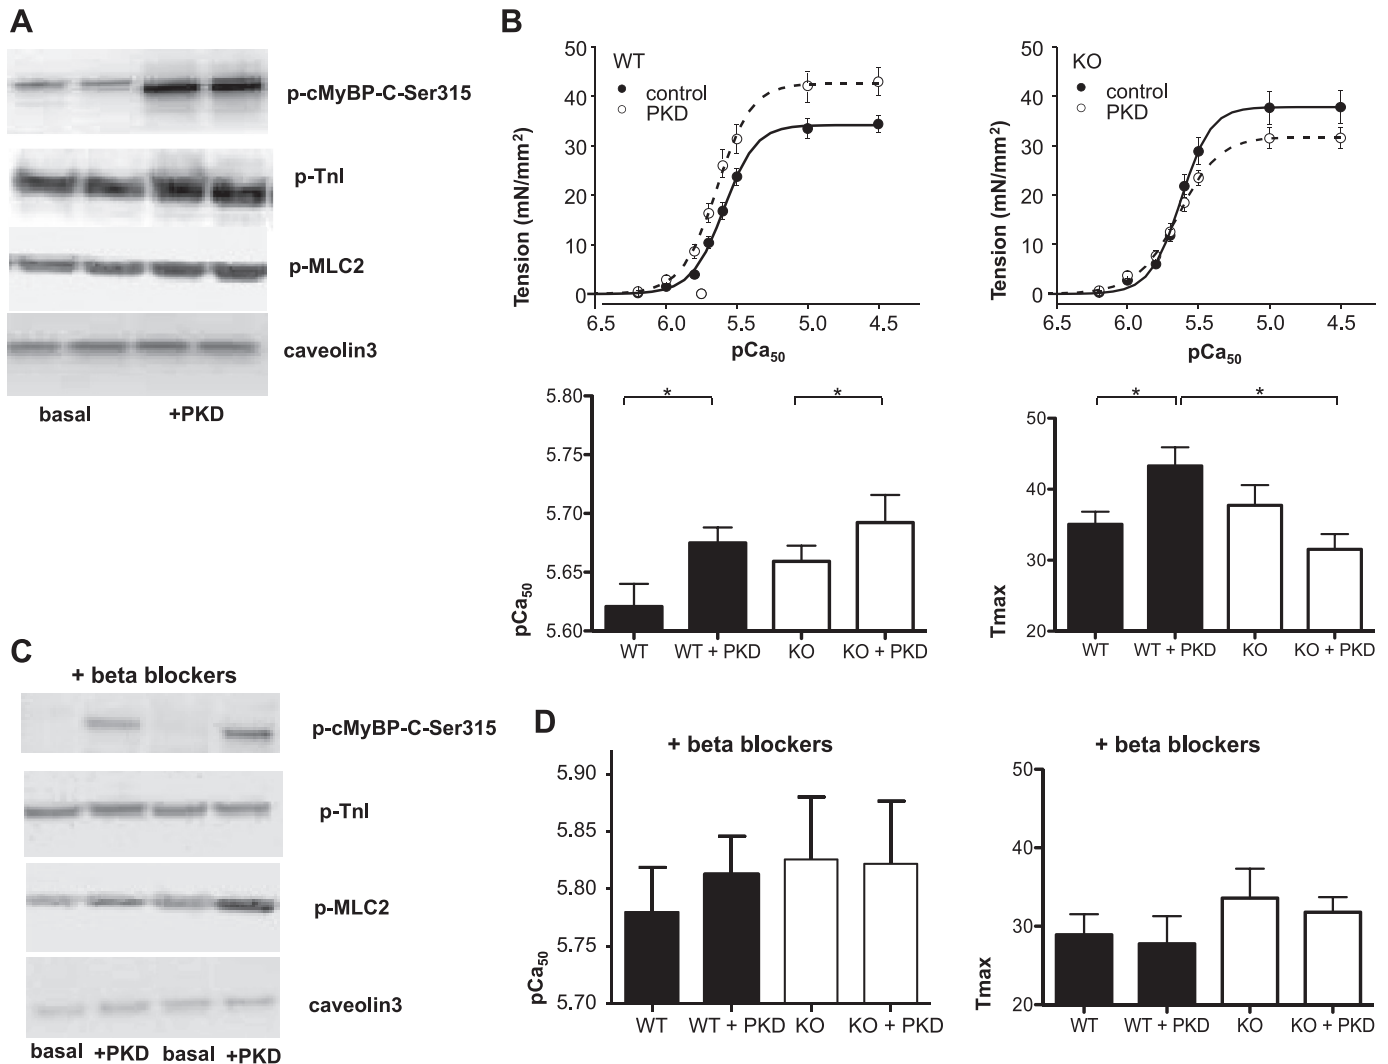 A
p-cMyBP-C-Ser315
p-TnI
p-MLC2
caveolin3
basal +PKD
B
WT
control
PKD
Tension (mN/mm²)
50
40
30
20
10
0
6.5 6.0 5.5 5.0 4.5
pCa₅₀
KO
control
PKD
Tension (mN/mm²)
50
40
30
20
10
0
6.5 6.0 5.5 5.0 4.5
pCa₅₀
* *
pCa₅₀
5.80
5.75
5.70
5.65
5.60
WT WT + PKD KO KO + PKD
* *
Tmax
50
40
30
20
WT WT + PKD KO KO + PKD
C
+ beta blockers
p-cMyBP-C-Ser315
p-TnI
p-MLC2
caveolin3
basal +PKD basal +PKD
D
+ beta blockers
pCa₅₀
5.90
5.85
5.80
5.75
5.70
WT WT + PKD KO KO + PKD
+ beta blockers
Tmax
50
40
30
20
WT WT + PKD KO KO + PKD